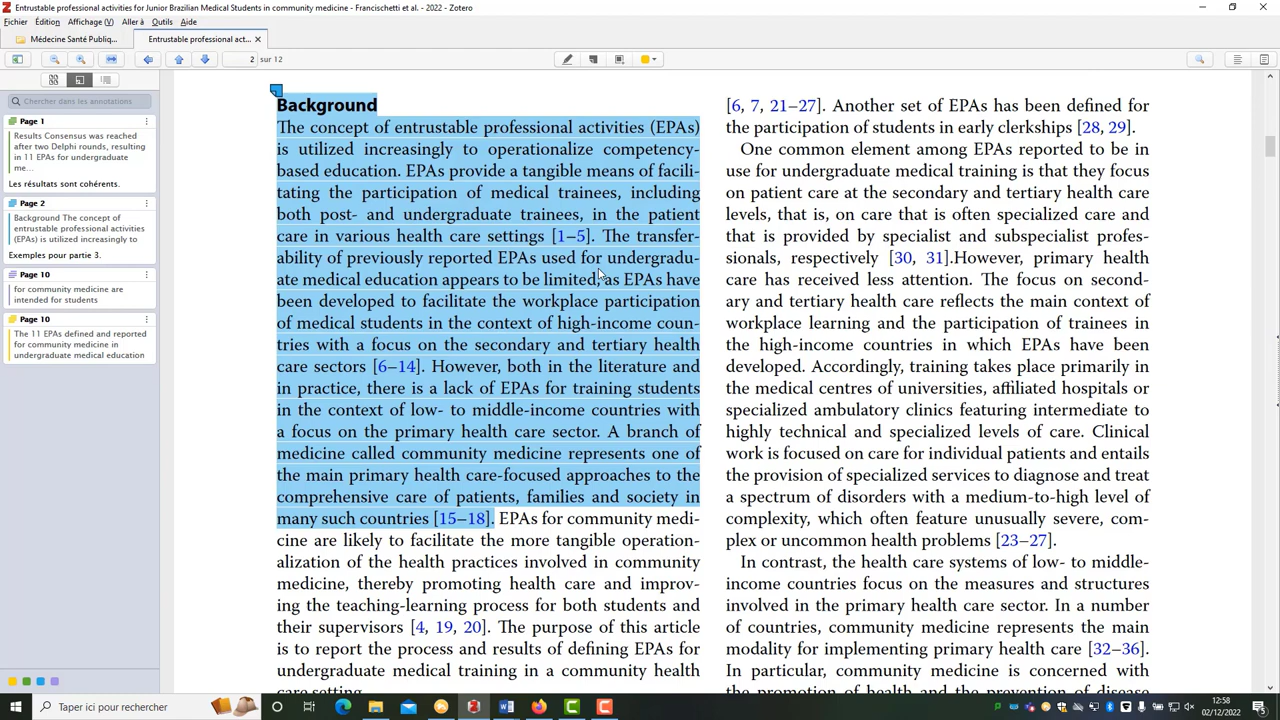 Entrustable professional activities for Junior Brazilian Medical Students in community medicine - Francischetti et al. - 2022 - Zotero
Fichier Édition Affichage (V) Aller à Outils Aide
Médecine Santé Publiq...
Entrustable professional act...
2 sur 12
Chercher dans les annotations
Page 1
Results Consensus was reached
after two Delphi rounds, resulting
in 11 EPAs for undergraduate
me...
Les résultats sont cohérents.
Page 2
Background The concept of
entrustable professional activities
(EPAs) is utilized increasingly to
Exemples pour partie 3.
Page 10
for community medicine are
intended for students
Page 10
The 11 EPAs defined and reported
for community medicine in
undergraduate medical education
Background
The concept of entrustable professional activities (EPAs)
is utilized increasingly to operationalize competency-
based education. EPAs provide a tangible means of facili-
tating the participation of medical trainees, including
both post- and undergraduate trainees, in the patient
care in various health care settings [1–5]. The transfer-
ability of previously reported EPAs used for undergradu-
ate medical education appears to be limited, as EPAs have
been developed to facilitate the workplace participation
of medical students in the context of high-income coun-
tries with a focus on the secondary and tertiary health
care sectors [6–14]. However, both in the literature and
in practice, there is a lack of EPAs for training students
in the context of low- to middle-income countries with
a focus on the primary health care sector. A branch of
medicine called community medicine represents one of
the main primary health care-focused approaches to the
comprehensive care of patients, families and society in
many such countries [15–18]. EPAs for community medi-
cine are likely to facilitate the more tangible operation-
alization of the health practices involved in community
medicine, thereby promoting health care and improv-
ing the teaching-learning process for both students and
their supervisors [4, 19, 20]. The purpose of this article
is to report the process and results of defining EPAs for
undergraduate medical training in a community health
care setting.
[6, 7, 21–27]. Another set of EPAs has been defined for
the participation of students in early clerkships [28, 29].
One common element among EPAs reported to be in
use for undergraduate medical training is that they focus
on patient care at the secondary and tertiary health care
levels, that is, on care that is often specialized care and
that is provided by specialist and subspecialist profes-
sionals, respectively [30, 31].However, primary health
care has received less attention. The focus on second-
ary and tertiary health care reflects the main context of
workplace learning and the participation of trainees in
the high-income countries in which EPAs have been
developed. Accordingly, training takes place primarily in
the medical centres of universities, affiliated hospitals or
specialized ambulatory clinics featuring intermediate to
highly technical and specialized levels of care. Clinical
work is focused on care for individual patients and entails
the provision of specialized services to diagnose and treat
a spectrum of disorders with a medium-to-high level of
complexity, which often feature unusually severe, com-
plex or uncommon health problems [23–27].
In contrast, the health care systems of low- to middle-
income countries focus on the measures and structures
involved in the primary health care sector. In a number
of countries, community medicine represents the main
modality for implementing primary health care [32–36].
In particular, community medicine is concerned with
the promotion of health and the prevention of disease
Taper ici pour rechercher
12:58
02/12/2022